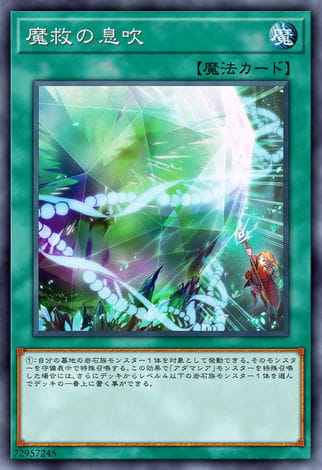 魔救の息吹
魔
【魔法カード】
①：自分の墓地の岩石族モンスター１体を対象として発動できる。そのモンス
ターを守備表示で特殊召喚する。この効果で「アダマシア」モンスターを特殊召喚
した場合には、さらにデッキからレベル４以下の岩石族モンスター１体を選ん
でデッキの一番上に置く事ができる。
72957245